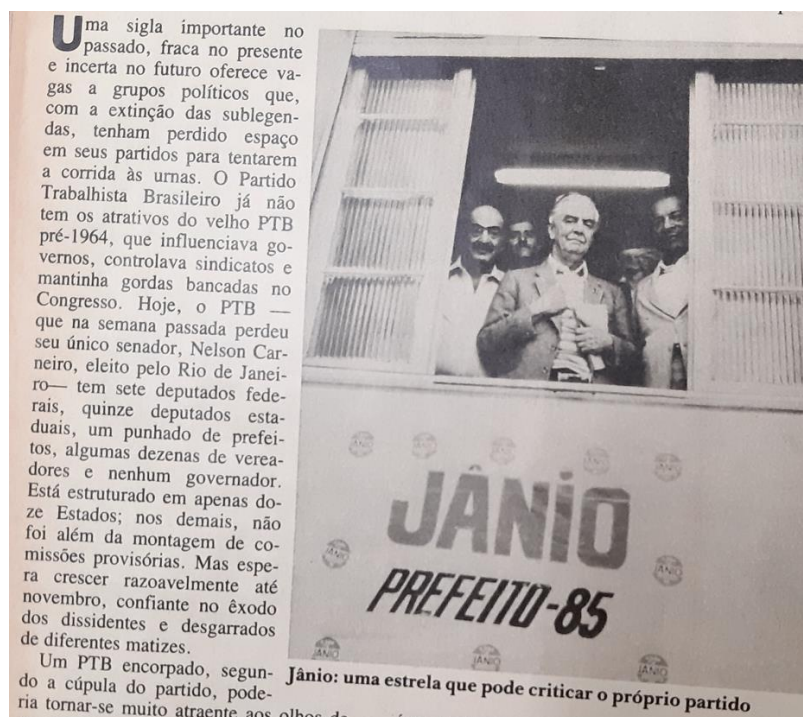 Uma sigla importante no
passado, fraca no presente
e incerta no futuro oferece va-
gas a grupos políticos que,
com a extinção das sublegen-
das, tenham perdido espaço
em seus partidos para tentarem
a corrida às urnas. O Partido
Trabalhista Brasileiro já não
tem os atrativos do velho PTB
pré-1964, que influenciava go-
vernos, controlava sindicatos e
mantinha gordas bancadas no
Congresso. Hoje, o PTB —
que na semana passada perdeu
seu único senador, Nelson Car-
neiro, eleito pelo Rio de Janei-
ro— tem sete deputados fede-
rais, quinze deputados esta-
duais, um punhado de prefei-
tos, algumas dezenas de verea-
dores e nenhum governador.
Está estruturado em apenas do-
ze Estados; nos demais, não
foi além da montagem de co-
missões provisórias. Mas espe-
ra crescer razoavelmente até
novembro, confiante no êxodo
dos dissidentes e desgarrados
de diferentes matizes.
Um PTB encorpado, segun-
do a cúpula do partido, pode-
ria tornar-se muito atraente aos olhos
JÂNIO
PREFEITO-85
JÂNIO
JÂNIO
JÂNIO
JÂNIO
JÂNIO
JÂNIO
JÂNIO
Jânio: uma estrela que pode criticar o próprio partido